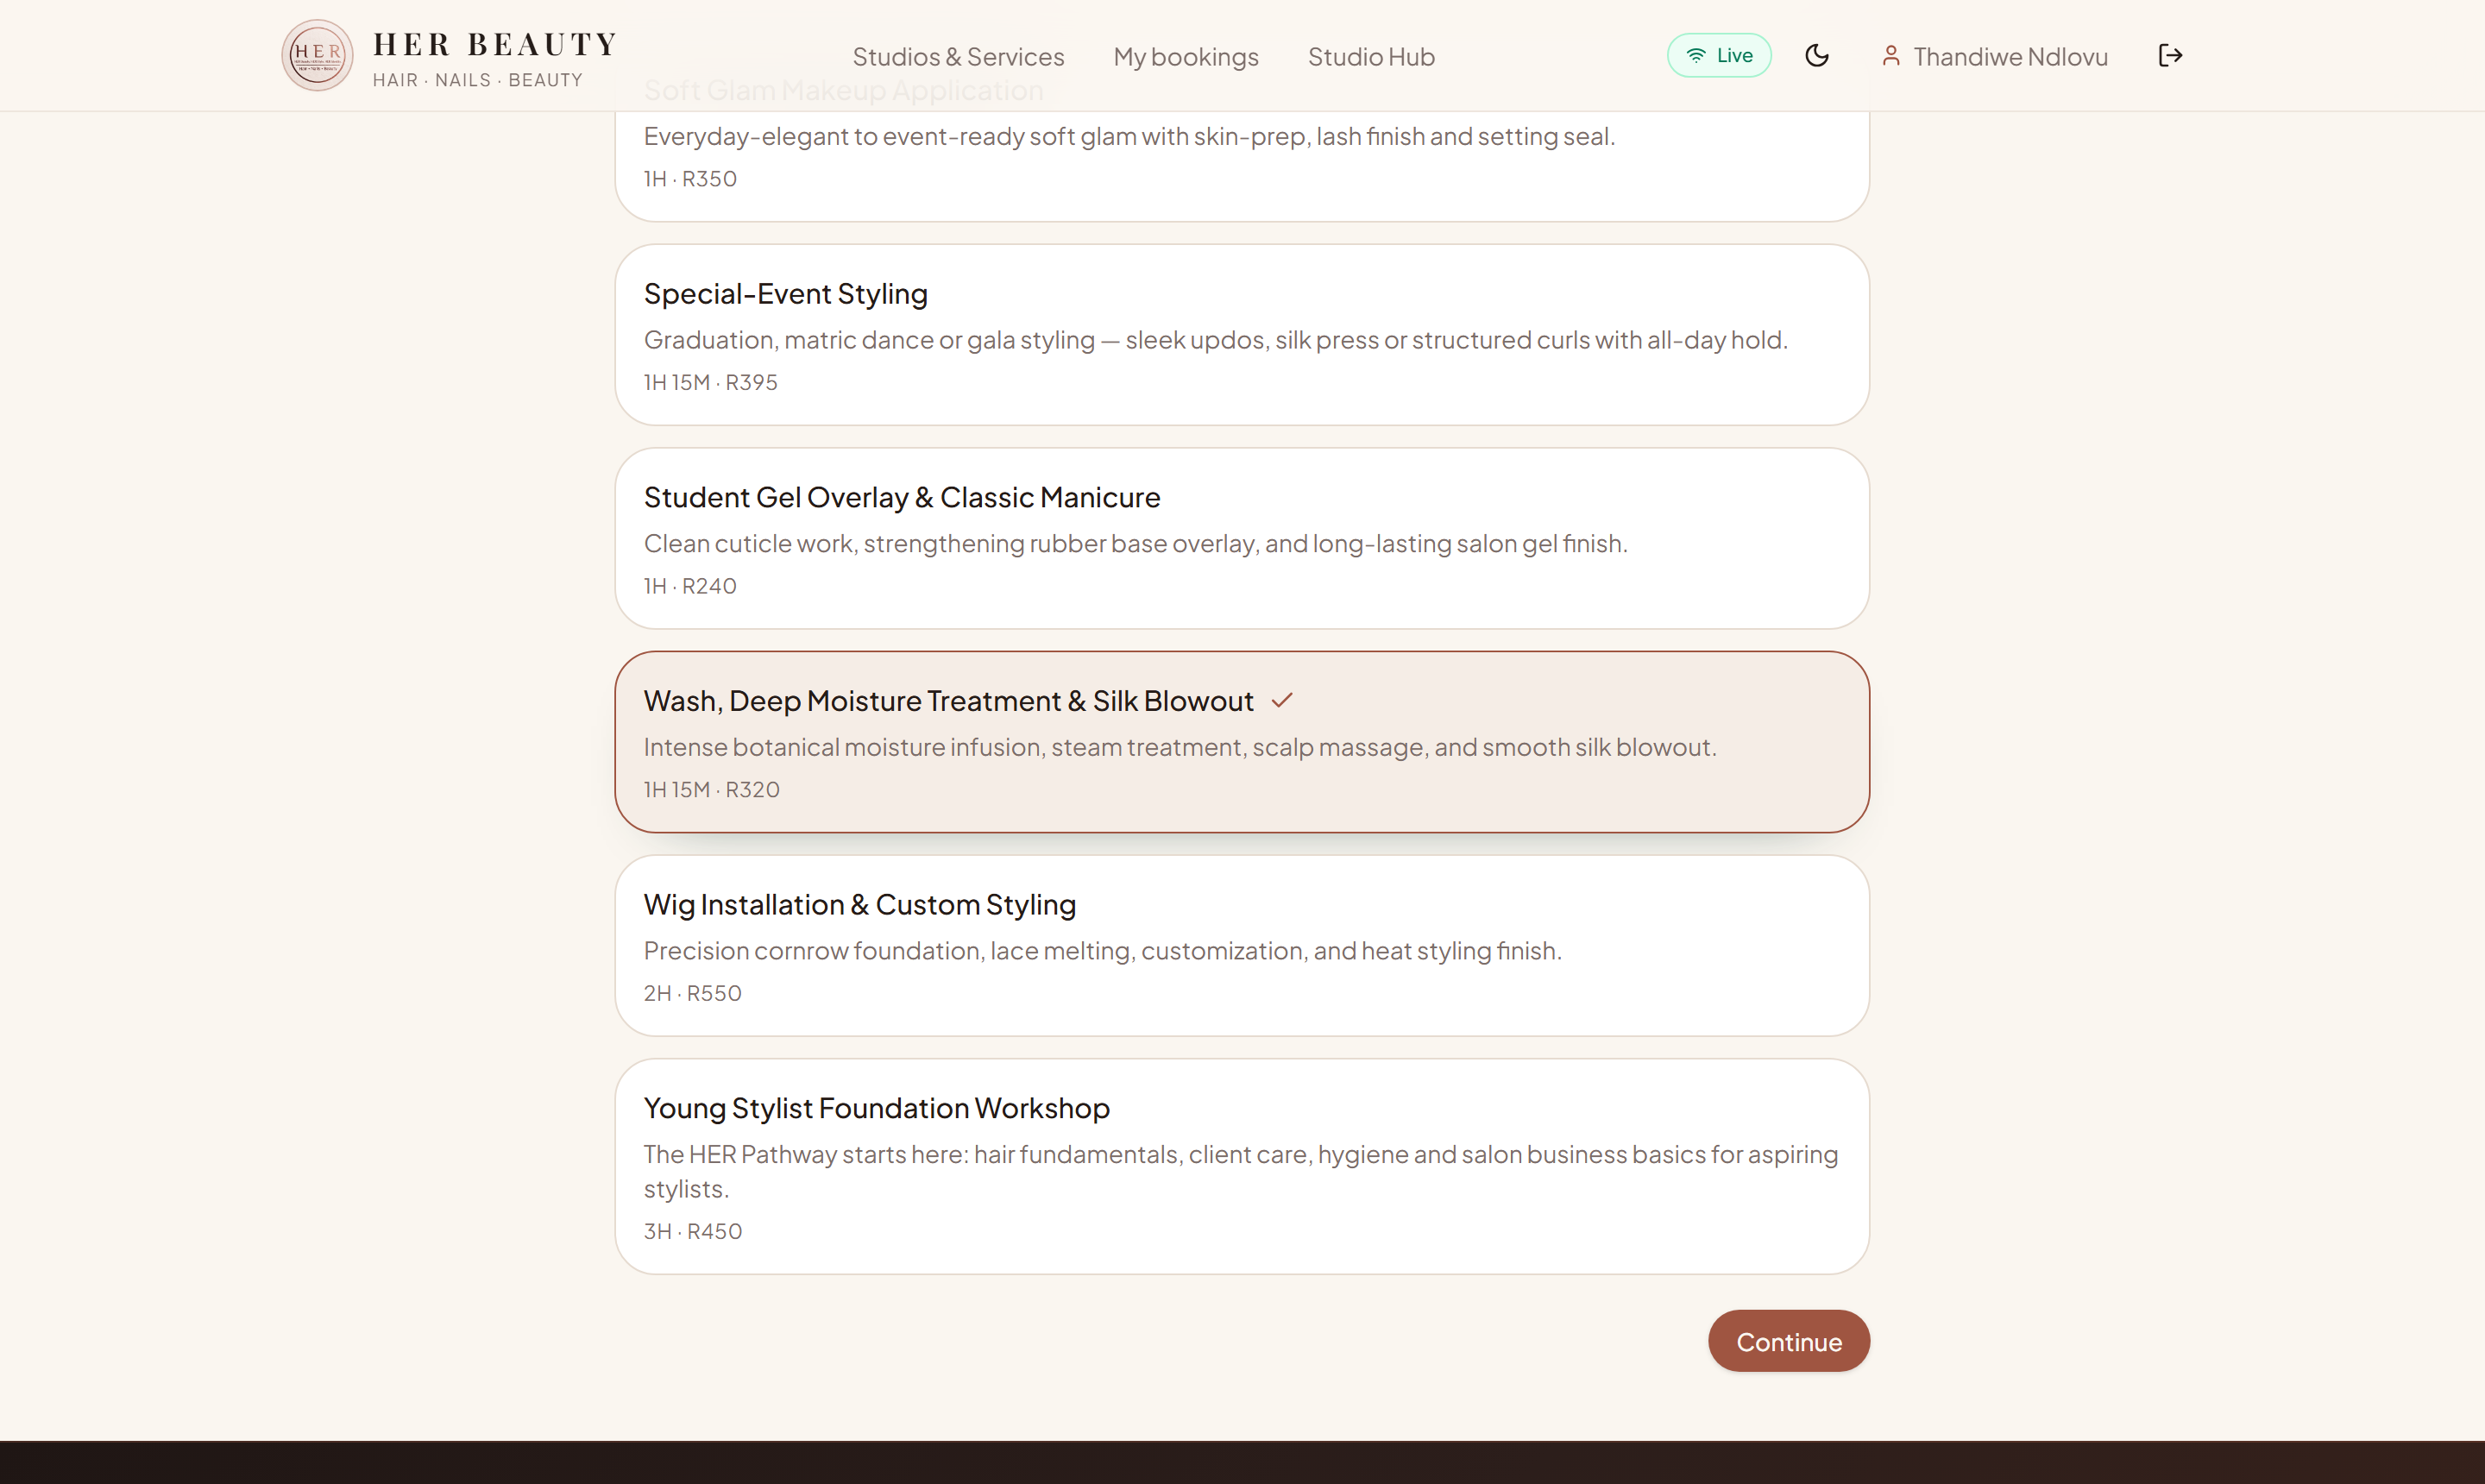 HER
HER BEAUTY
HAIR · NAILS · BEAUTY
Studios & Services
My bookings
Studio Hub
Live
Thandiwe Ndlovu
Soft Glam Makeup Application
Everyday-elegant to event-ready soft glam with skin-prep, lash finish and setting seal.
1H · R350
Special-Event Styling
Graduation, matric dance or gala styling — sleek updos, silk press or structured curls with all-day hold.
1H 15M · R395
Student Gel Overlay & Classic Manicure
Clean cuticle work, strengthening rubber base overlay, and long-lasting salon gel finish.
1H · R240
Wash, Deep Moisture Treatment & Silk Blowout
Intense botanical moisture infusion, steam treatment, scalp massage, and smooth silk blowout.
1H 15M · R320
Wig Installation & Custom Styling
Precision cornrow foundation, lace melting, customization, and heat styling finish.
2H · R550
Young Stylist Foundation Workshop
The HER Pathway starts here: hair fundamentals, client care, hygiene and salon business basics for aspiring
stylists.
3H · R450
Continue